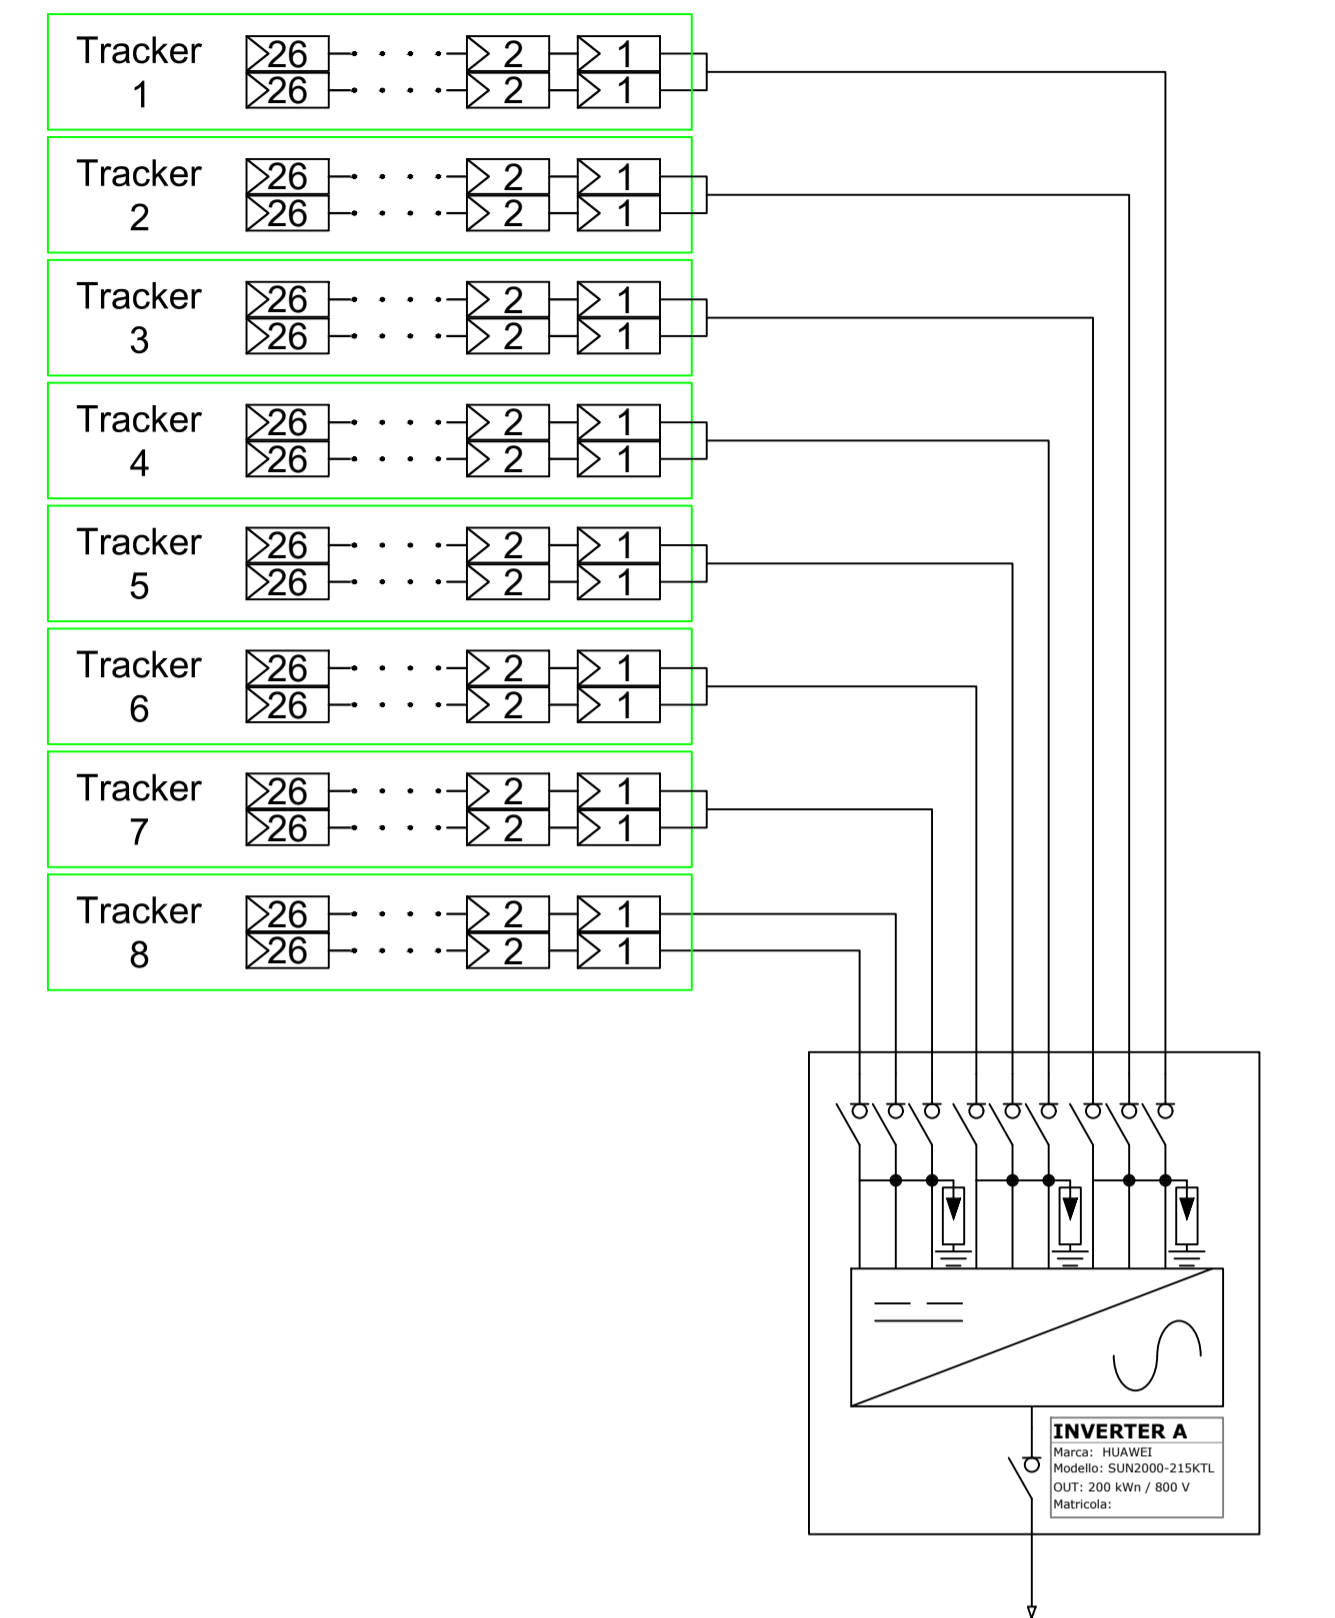 Tracker 26 2 1
1 26 2 1
Tracker 26 2 1
2 26 2 1
Tracker 26 2 1
3 26 2 1
Tracker 26 2 1
4 26 2 1
Tracker 26 2 1
5 26 2 1
Tracker 26 2 1
6 26 2 1
Tracker 26 2 1
7 26 2 1
Tracker 26 2 1
8 26 2 1
INVERTER A
Marca: HUAWEI
Modello: SUN2000-215KTL
OUT: 200 kWn / 800 V
Matricola: